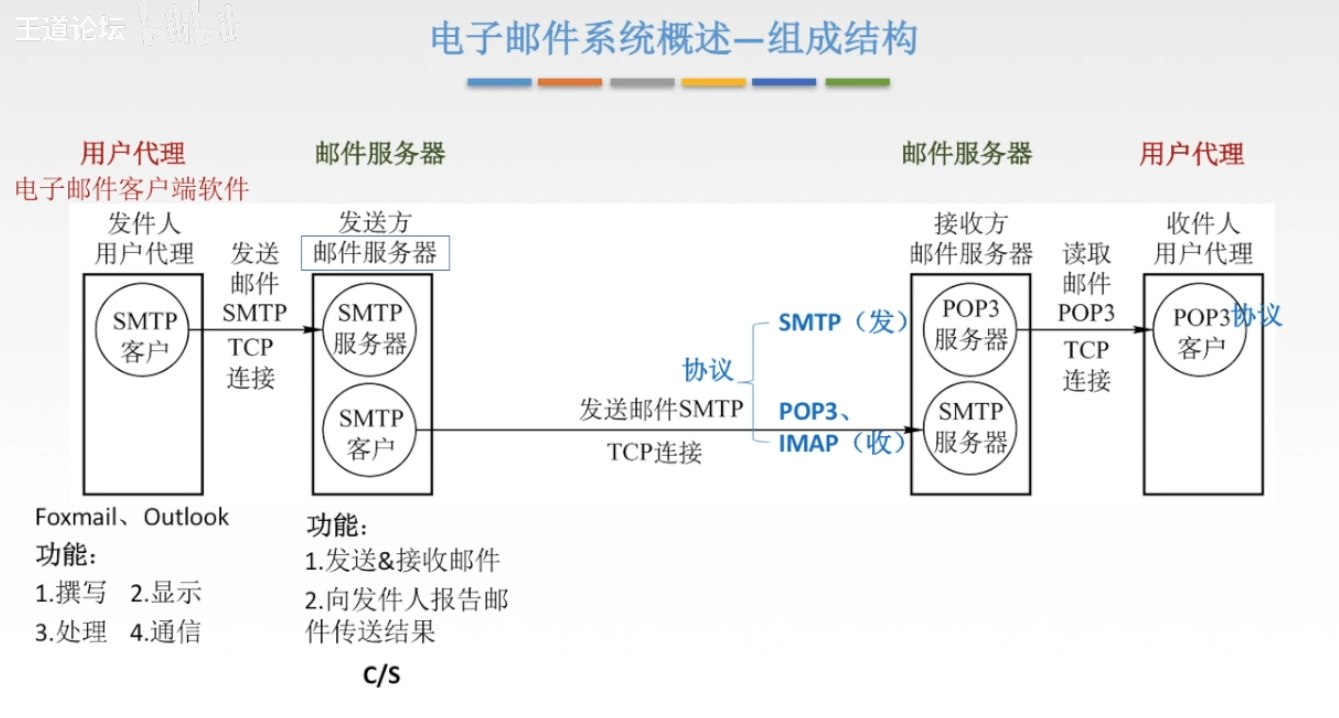 王道论坛 bilibili
电子邮件系统概述—组成结构
用户代理
电子邮件客户端软件
邮件服务器
邮件服务器
用户代理
发件人
用户代理
发送
邮件
SMTP
TCP
连接
发送方
邮件服务器
接收方
邮件服务器
读取
邮件
POP3
TCP
连接
收件人
用户代理
SMTP
客户
SMTP
服务器
SMTP
客户
发送邮件SMTP
TCP连接
协议
SMTP（发）
POP3、
IMAP（收）
POP3
服务器
SMTP
服务器
POP3
客户
协议
Foxmail、Outlook
功能：
1.撰写 2.显示
3.处理 4.通信
功能：
1.发送&接收邮件
2.向发件人报告邮
件传送结果
C/S